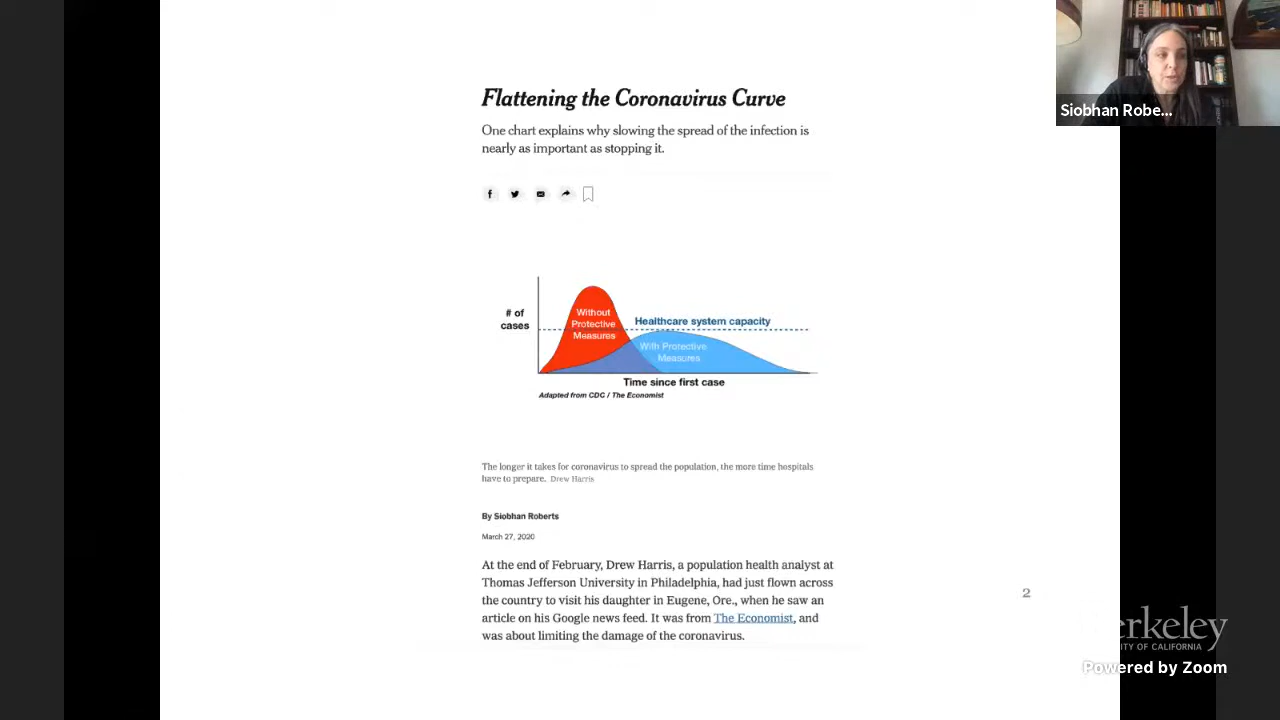 Flattening the Coronavirus Curve
One chart explains why slowing the spread of the infection is
nearly as important as stopping it.
# of
cases
Without
Protective
Measures
Healthcare system capacity
With Protective
Measures
Time since first case
Adapted from CDC / The Economist
The longer it takes for coronavirus to spread the population, the more time hospitals
have to prepare. Drew Harris
By Siobhan Roberts
March 27, 2020
At the end of February, Drew Harris, a population health analyst at
Thomas Jefferson University in Philadelphia, had just flown across
the country to visit his daughter in Eugene, Ore., when he saw an
article on his Google news feed. It was from The Economist, and
was about limiting the damage of the coronavirus.
2
Siobhan Robe...
erkeley
ITY OF CALIFORNIA
Powered by Zoom